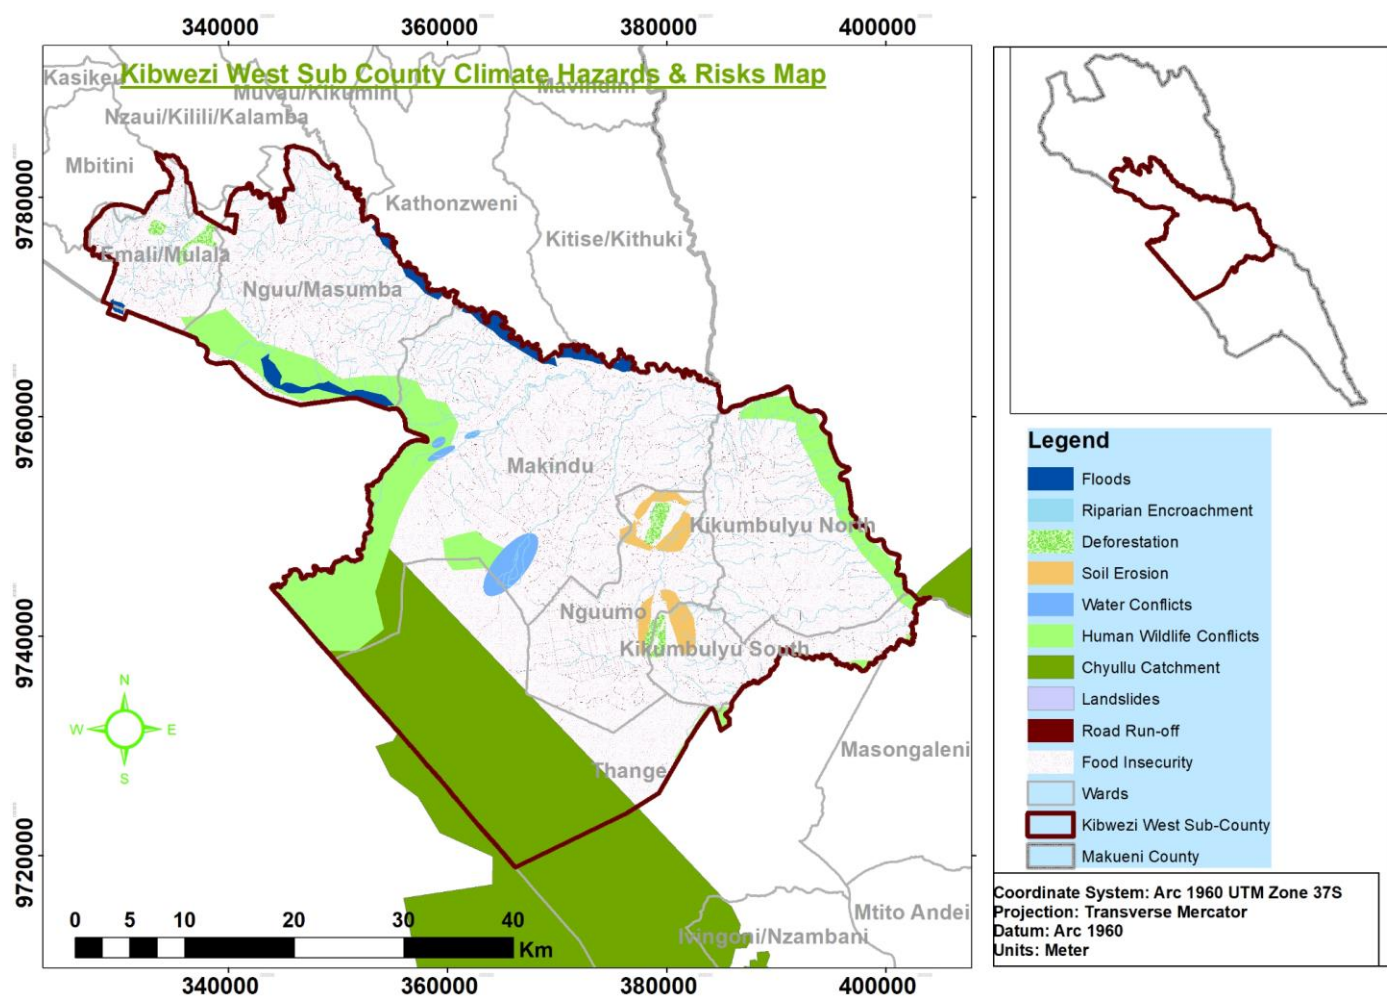 340000 360000 380000 400000
Kibwezi West Sub County Climate Hazards & Risks Map
Kasikeu
Muvau/Kikumini
Mavindini
Nzaui/Kilili/Kalamba
Mbitini
9780000
Kathonzweni
Kitise/Kithuki
Emali/Mulala
Nguu/Masumba
9760000
Makindu
Kikumbulyu North
9740000
Nguumo
Kikumbulyu South
N
W E
S
Masongaleni
Thange
9720000
Mtito Andei
Ivingoni/Nzambani
0 5 10 20 30 40
Km
340000 360000 380000 400000
Legend
Floods
Riparian Encroachment
Deforestation
Soil Erosion
Water Conflicts
Human Wildlife Conflicts
Chyullu Catchment
Landslides
Road Run-off
Food Insecurity
Wards
Kibwezi West Sub-County
Makueni County
Coordinate System: Arc 1960 UTM Zone 37S
Projection: Transverse Mercator
Datum: Arc 1960
Units: Meter